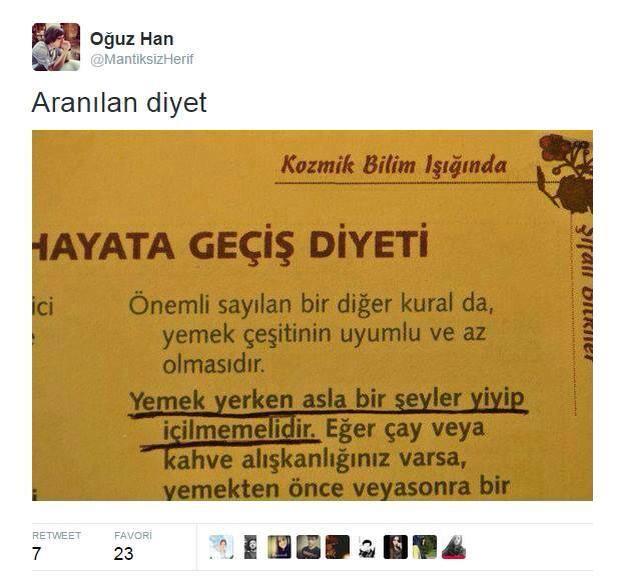 Oğuz Han
@MantiksizHerif
Aranılan diyet
Kozmik Bilim Işığında
HAYATA GEÇİŞ DİYETİ
Şifalı Bitkiler
ici
Önemli sayılan bir diğer kural da,
yemek çeşitinin uyumlu ve az
olmasıdır.
Yemek yerken asla bir şeyler yiyip
içilmemelidir. Eğer çay veya
kahve alışkanlığınız varsa,
yemekten önce veyasonra bir
RETWEET
FAVORİ
7
23